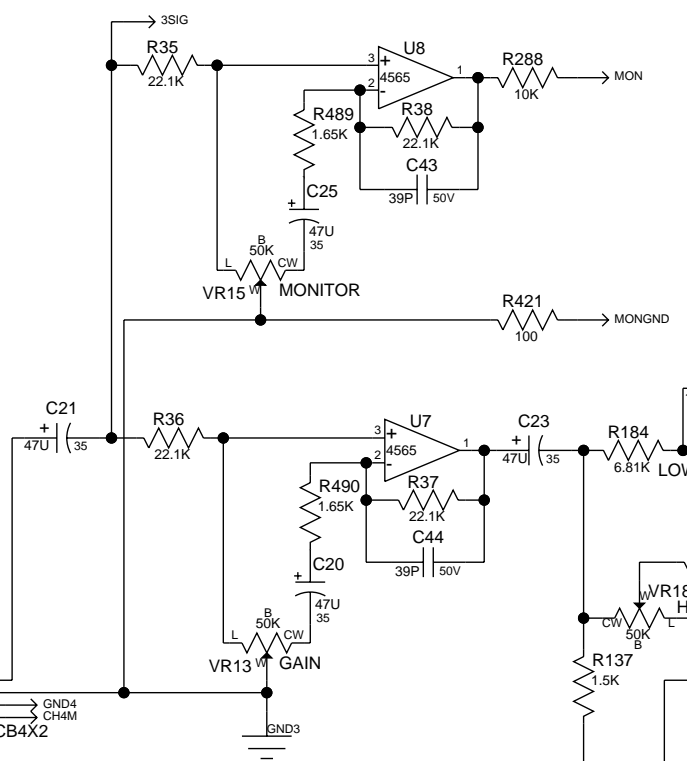 3SIG
R35
22.1K
3
+
U8
4565
2
-
1
R288
10K
MON
R489
1.65K
R38
22.1K
C43
39P 50V
C25
+
47U
35
B
50K
L CW
VR15 W MONITOR
R421
100
MONGND
C21
+
47U 35
R36
22.1K
3
+
U7
4565
2
-
1
C23
+
47U 35
R184
6.81K
LOW
R490
1.65K
R37
22.1K
C44
39P 50V
C20
+
47U
35
B
50K
L CW
VR13 W GAIN
W VR18
H
CW L
50K
B
R137
1.5K
GND4
CH4M
CB4X2
GND3